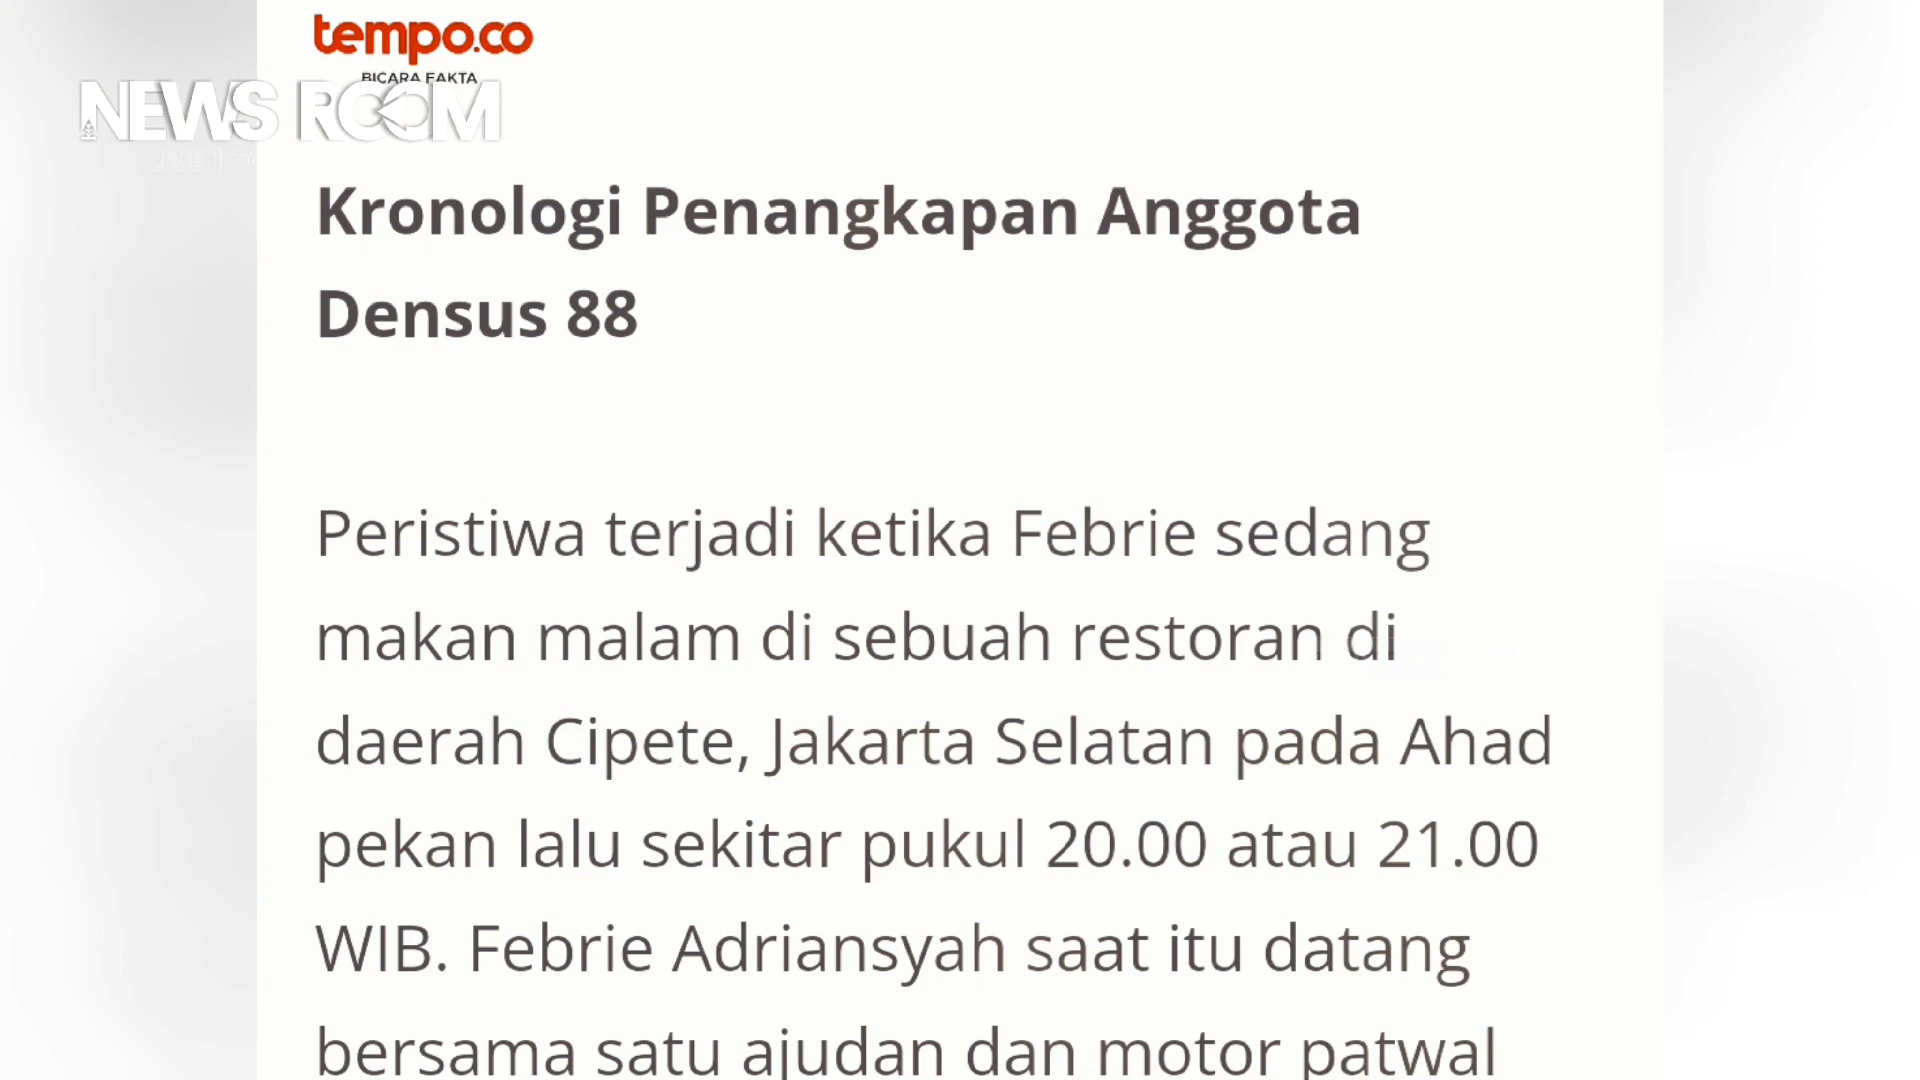 tempo.co
BICARA FAKTA
NEWS ROOM
LIVE
Kronologi Penangkapan Anggota
Densus 88
Peristiwa terjadi ketika Febrie sedang
makan malam di sebuah restoran di
daerah Cipete, Jakarta Selatan pada Ahad
pekan lalu sekitar pukul 20.00 atau 21.00
WIB. Febrie Adriansyah saat itu datang
bersama satu ajudan dan motor patwal